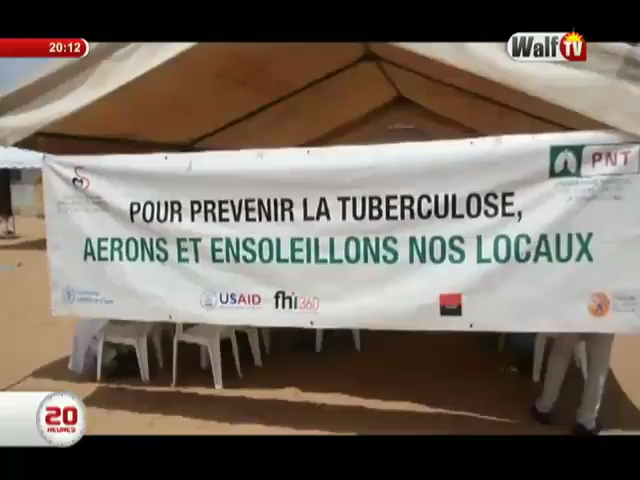 20:12
Walf TV
PNT
POUR PREVENIR LA TUBERCULOSE,
AERONS ET ENSOLEILLONS NOS LOCAUX
USAID fhi360
20
HEURES